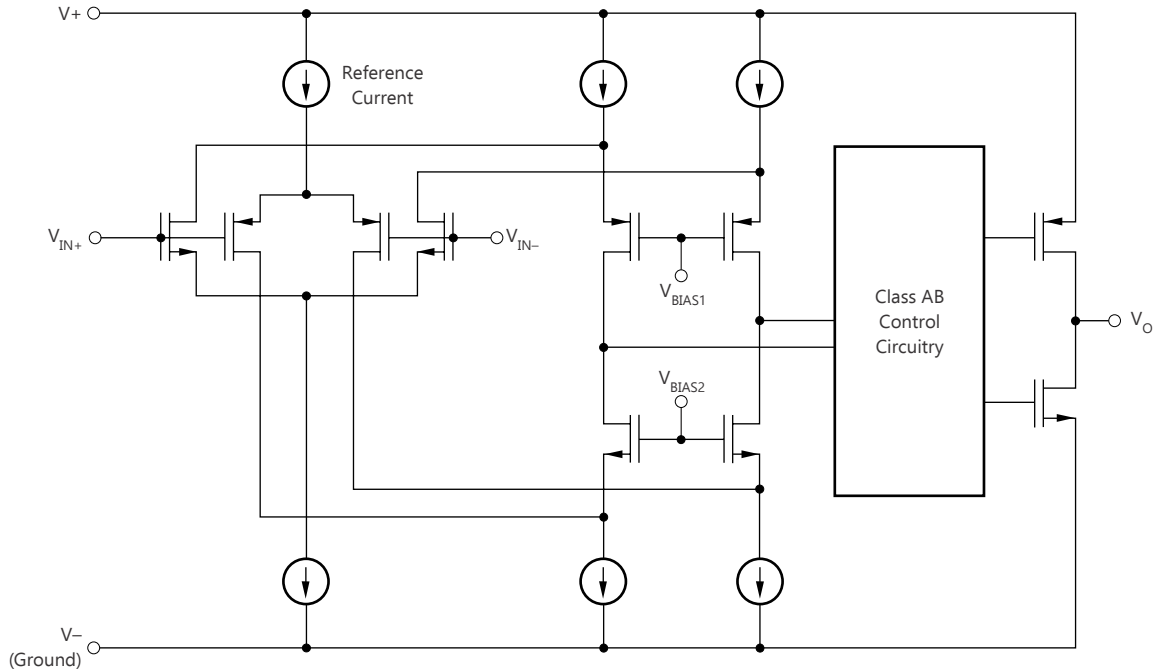 V+
Reference
Current
V_IN+
V_IN–
V_BIAS1
V_BIAS2
Class AB
Control
Circuitry
V_O
V–
(Ground)